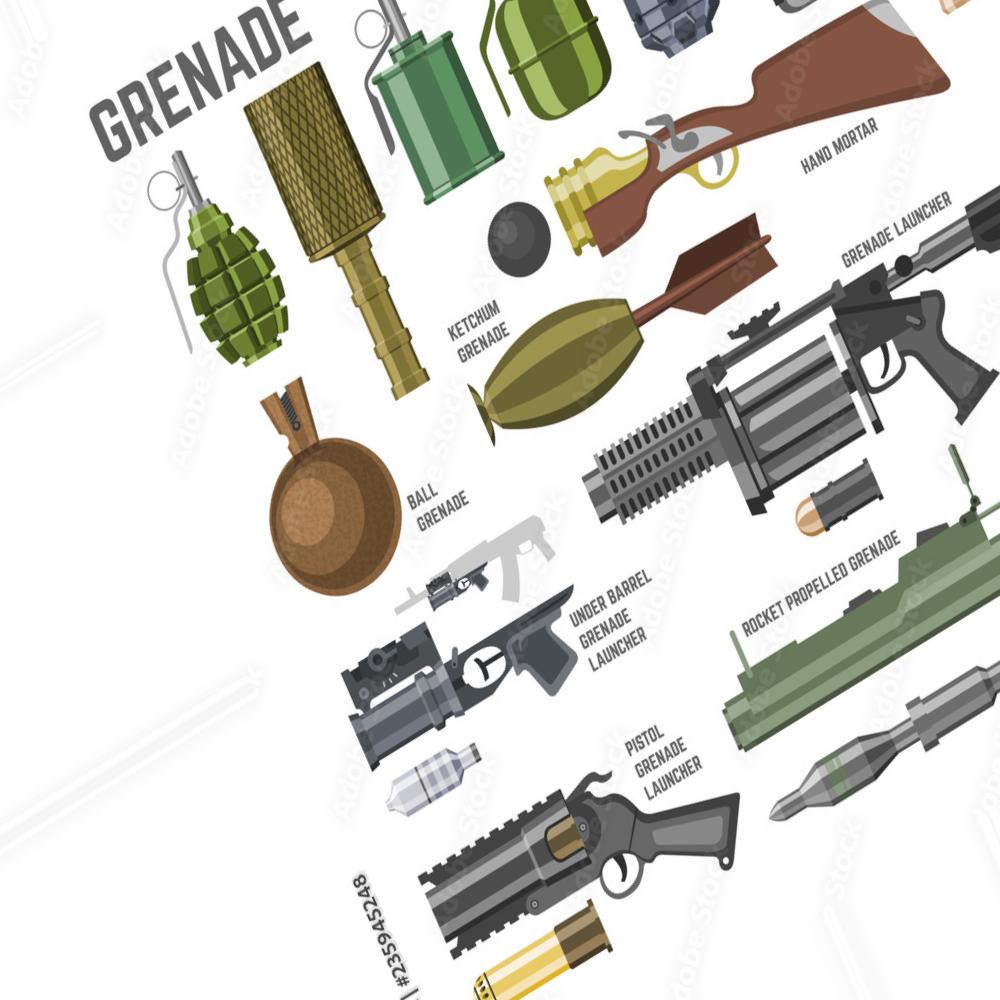 GRENADE
HAND MORTAR
GRENADE LAUNCHER
KETCHUM
GRENADE
BALL
GRENADE
UNDER BARREL
GRENADE
LAUNCHER
ROCKET PROPELLED GRENADE
PISTOL
GRENADE
LAUNCHER
#235945248